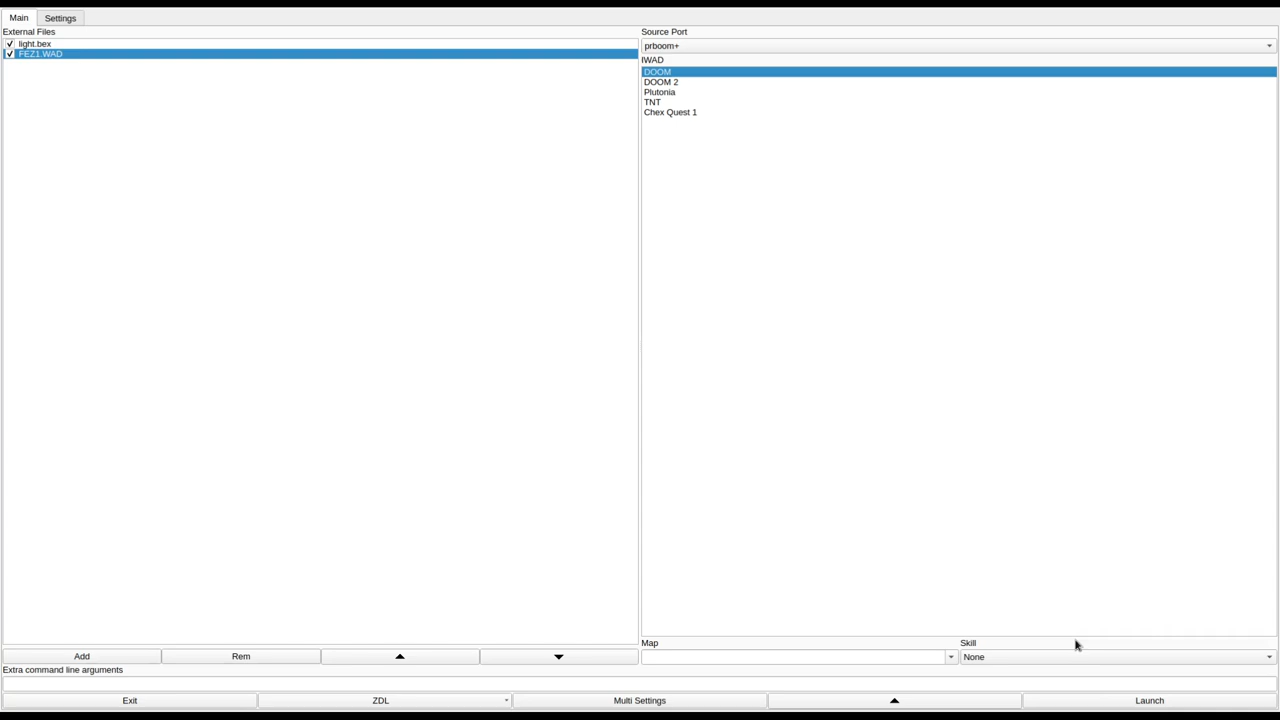 Main Settings
External Files
light.bex
FEZ1.WAD
Add Rem
Source Port
prboom+
IWAD
DOOM
DOOM 2
Plutonia
TNT
Chex Quest 1
Map Skill
None
Extra command line arguments
Exit ZDL Multi Settings Launch